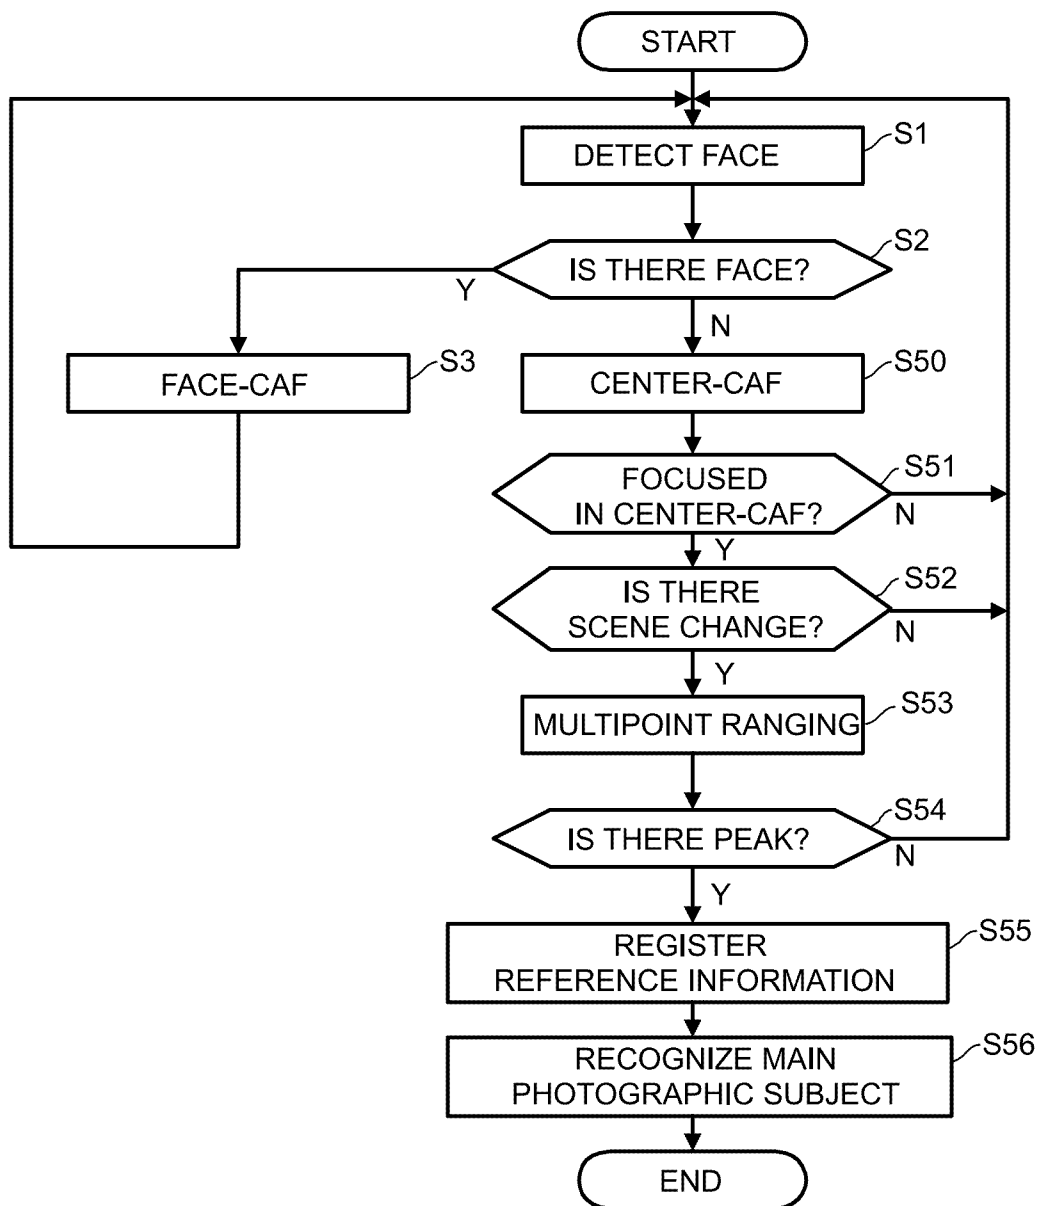 START
DETECT FACE
S1
IS THERE FACE?
S2
Y
N
FACE-CAF
S3
CENTER-CAF
S50
FOCUSED
IN CENTER-CAF?
S51
N
Y
IS THERE
SCENE CHANGE?
S52
N
Y
MULTIPOINT RANGING
S53
IS THERE PEAK?
S54
N
Y
REGISTER
REFERENCE INFORMATION
S55
RECOGNIZE MAIN
PHOTOGRAPHIC SUBJECT
S56
END